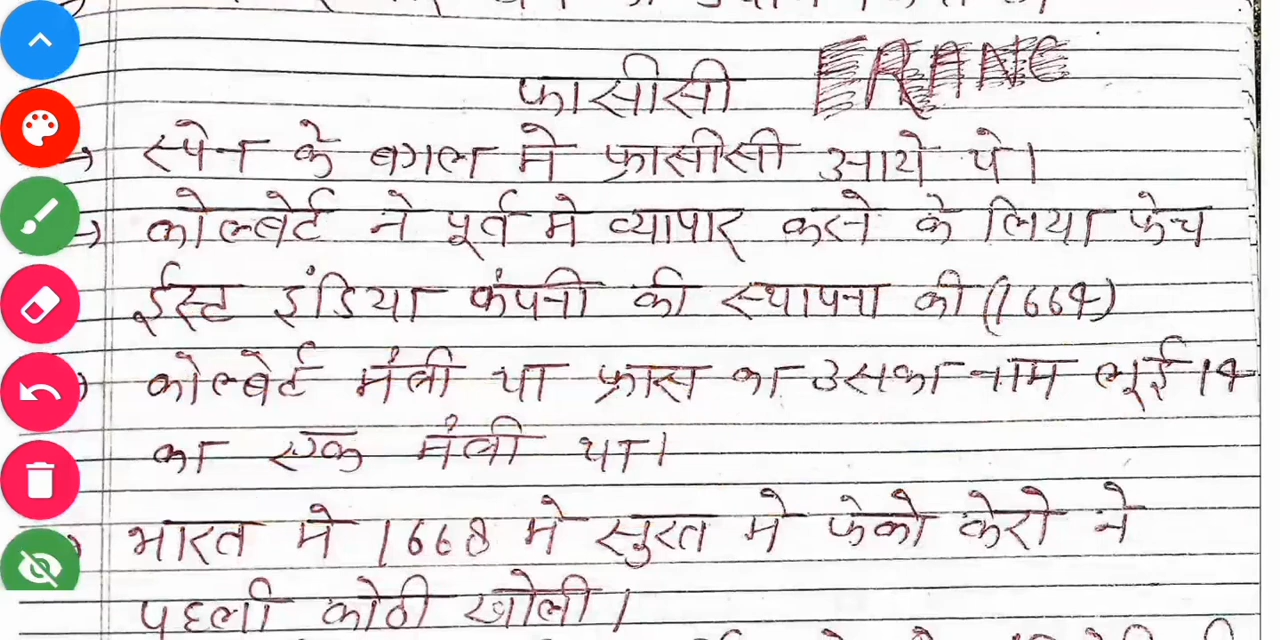 फ्रासीसी FRANC
→ स्पेन के बगल मे फ्रासीसी आये थे।
→ कोल्बेर्ट ने पूर्व मे व्यापार करने के लिया फ्रेच
ईस्ट इंडिया कंपनी की स्थापना की (1664)
कोल्बेर्ट मंत्री था फ्रास का उसका नाम लूई 14
का एक मंत्री था।
भारत मे 1668 मे सुरत मे फ्रेको केरो ने
पहली कोठी खोली।